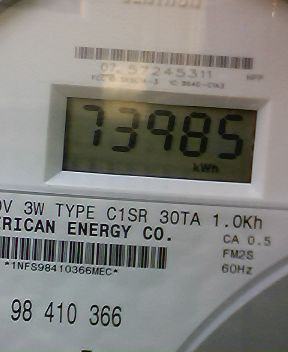 07 57245311
73985
kWh
0V 3W TYPE C1SR 30TA 1.0Kh
ERICAN ENERGY CO.
CA 0.5
FM2S
60Hz
*1NFS98410366MEC*
98 410 366